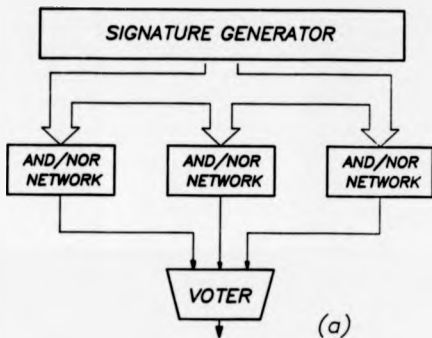 SIGNATURE GENERATOR
AND/NOR
NETWORK
AND/NOR
NETWORK
AND/NOR
NETWORK
VOTER
(a)